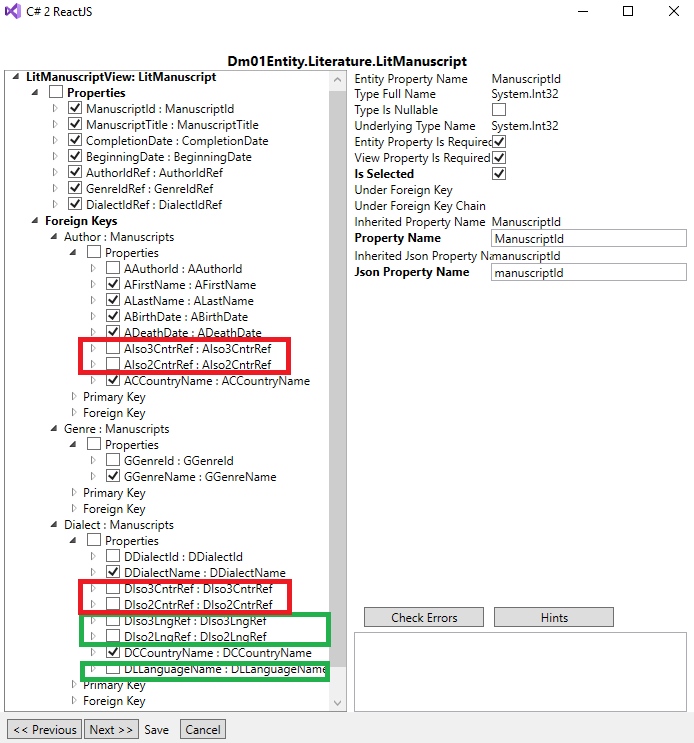 C# 2 ReactJS
Dm01Entity.Literature.LitManuscript
LitManuscriptView: LitManuscript
Properties
ManuscriptId : ManuscriptId
ManuscriptTitle : ManuscriptTitle
CompletionDate : CompletionDate
BeginningDate : BeginningDate
AuthorIdRef : AuthorIdRef
GenreIdRef : GenreIdRef
DialectIdRef : DialectIdRef
Foreign Keys
Author : Manuscripts
Properties
AAuthorId : AAuthorId
AFirstName : AFirstName
ALastName : ALastName
ABirthDate : ABirthDate
ADeathDate : ADeathDate
AIso3CntrRef : AIso3CntrRef
AIso2CntrRef : AIso2CntrRef
ACCountryName : ACCountryName
Primary Key
Foreign Key
Genre : Manuscripts
Properties
GGenreId : GGenreId
GGenreName : GGenreName
Primary Key
Foreign Key
Dialect : Manuscripts
Properties
DDialectId : DDialectId
DDialectName : DDialectName
DIso3CntrRef : DIso3CntrRef
DIso2CntrRef : DIso2CntrRef
DIso3LngRef : DIso3LngRef
DIso2LngRef : DIso2LngRef
DCCountryName : DCCountryName
DLLanguageName : DLLanguageName
Primary Key
Foreign Key
Entity Property Name ManuscriptId
Type Full Name System.Int32
Type Is Nullable
Underlying Type Name System.Int32
Entity Property Is Required
View Property Is Required
Is Selected
Under Foreign Key
Under Foreign Key Chain
Inherited Property Name ManuscriptId
Property Name ManuscriptId
Inherited Json Property Na manuscriptId
Json Property Name manuscriptId
Check Errors Hints
<< Previous Next >> Save Cancel